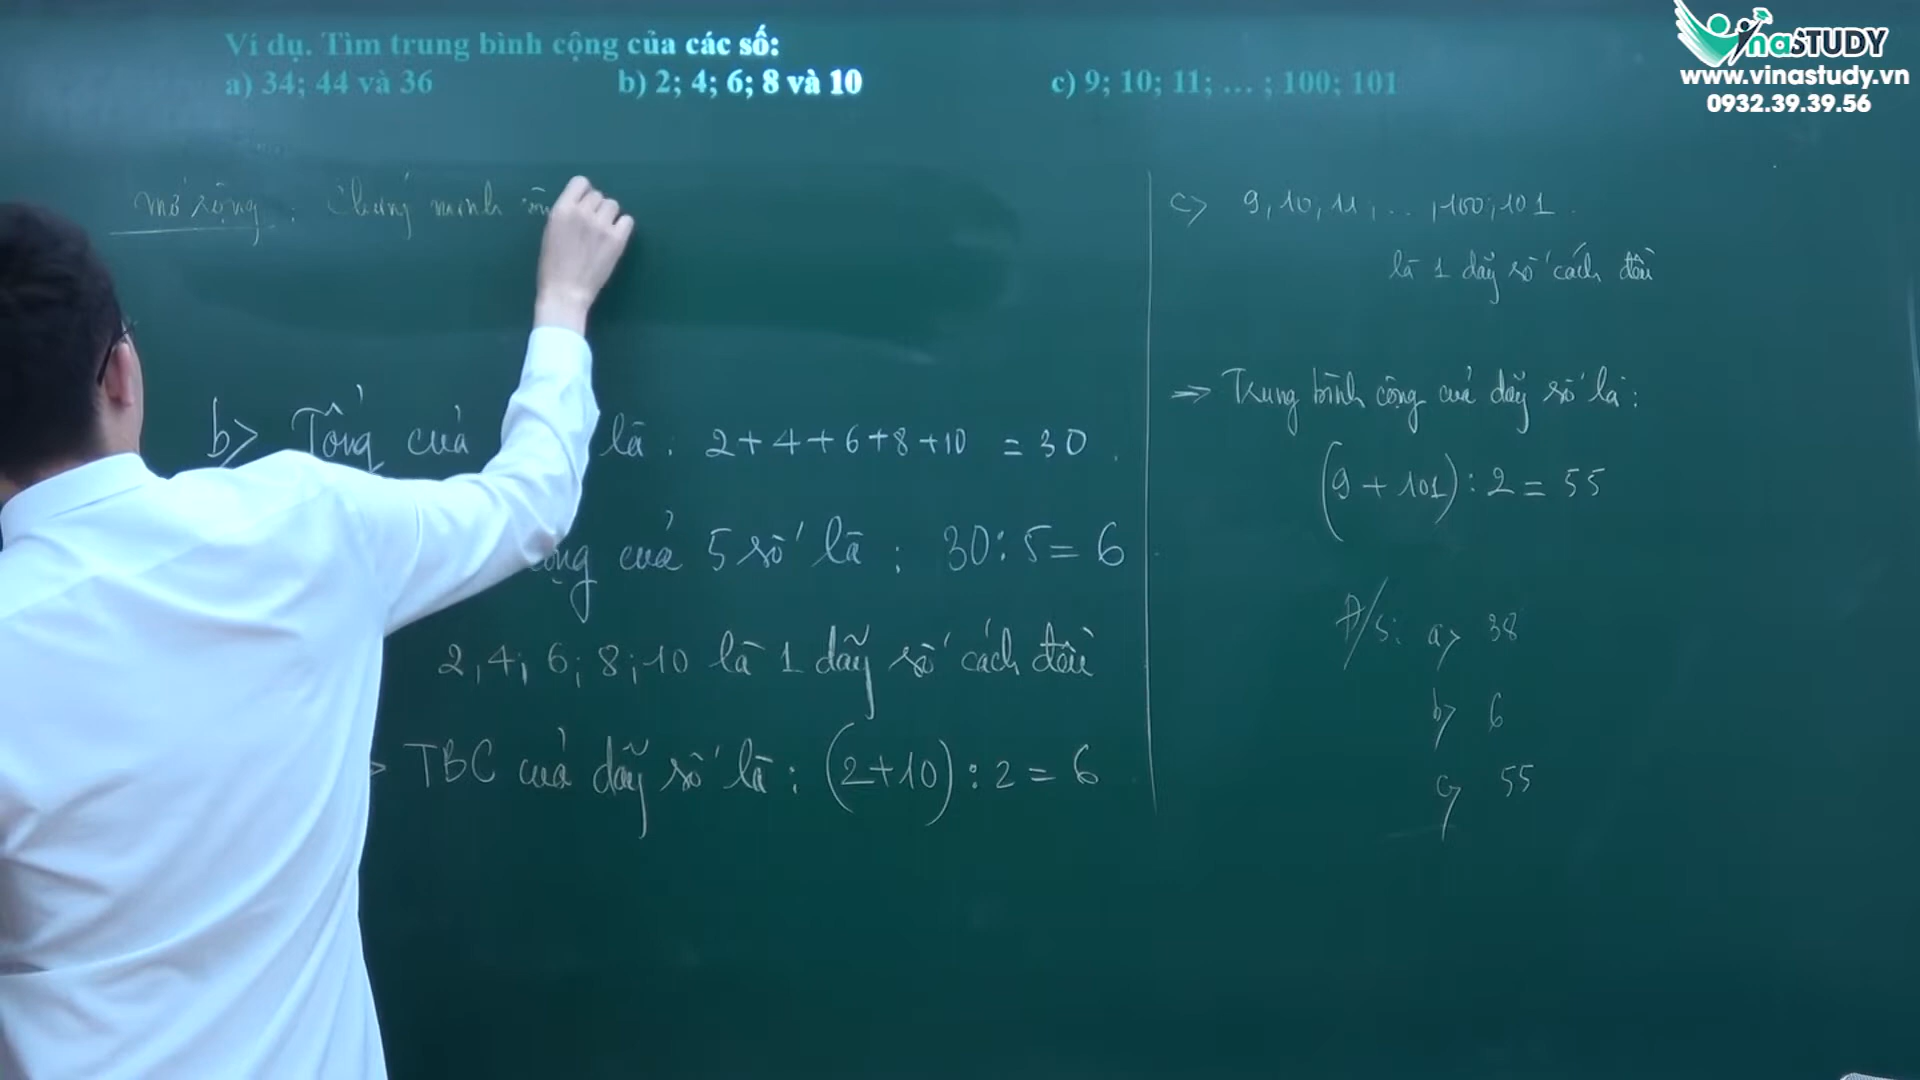 Ví dụ. Tìm trung bình cộng của các số:
a) 34; 44 và 36 b) 2; 4; 6; 8 và 10 c) 9; 10; 11; … ; 100; 101
VinaSTUDY
www.vinastudy.vn
0932.39.39.56
Mở rộng : Chứng minh
b> Tổng của là : 2 + 4 + 6 + 8 + 10 = 30
của 5 số là : 30 : 5 = 6
2, 4; 6; 8; 10 là 1 dãy số cách đều
TBC của dãy số là : (2+10) : 2 = 6
c> 9, 10, 11, … , 100, 101
là 1 dãy số cách đều
=> Trung bình cộng của dãy số là :
(9 + 101) : 2 = 55
Đ/S: a> 38
b> 6
c> 55